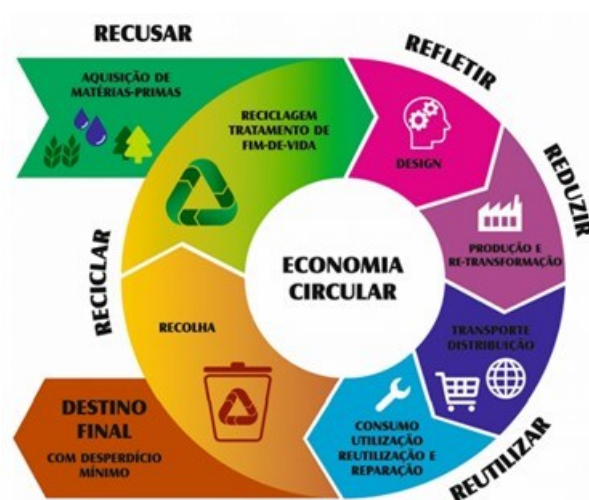 RECUSAR
AQUISIÇÃO DE
MATÉRIAS-PRIMAS
RECICLAGEM
TRATAMENTO DE
FIM-DE-VIDA
REFLETIR
DESIGN
REDUZIR
PRODUÇÃO E
RE-TRANSFORMAÇÃO
ECONOMIA
CIRCULAR
TRANSPORTE
DISTRIBUIÇÃO
REUTILIZAR
CONSUMO
UTILIZAÇÃO
REUTILIZAÇÃO E
REPARAÇÃO
RECICLAR
RECOLHA
DESTINO
FINAL
COM DESPERDÍCIO
MÍNIMO